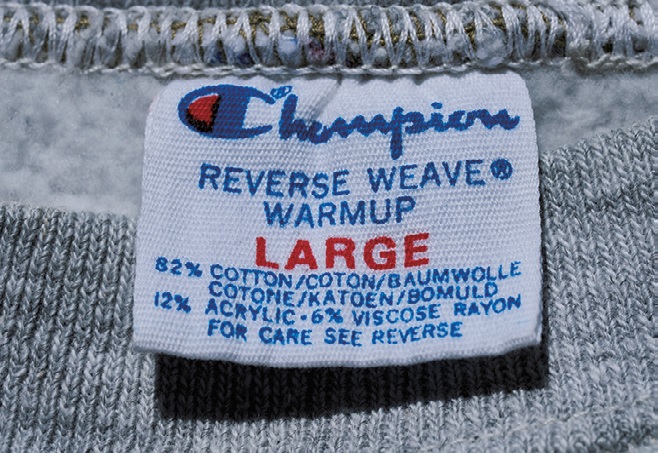 Champion
REVERSE WEAVE®
WARMUP
LARGE
82% COTTON/COTON/BAUMWOLLE
COTONE/KATOEN/BOMULD
12% ACRYLIC-6% VISCOSE RAYON
FOR CARE SEE REVERSE